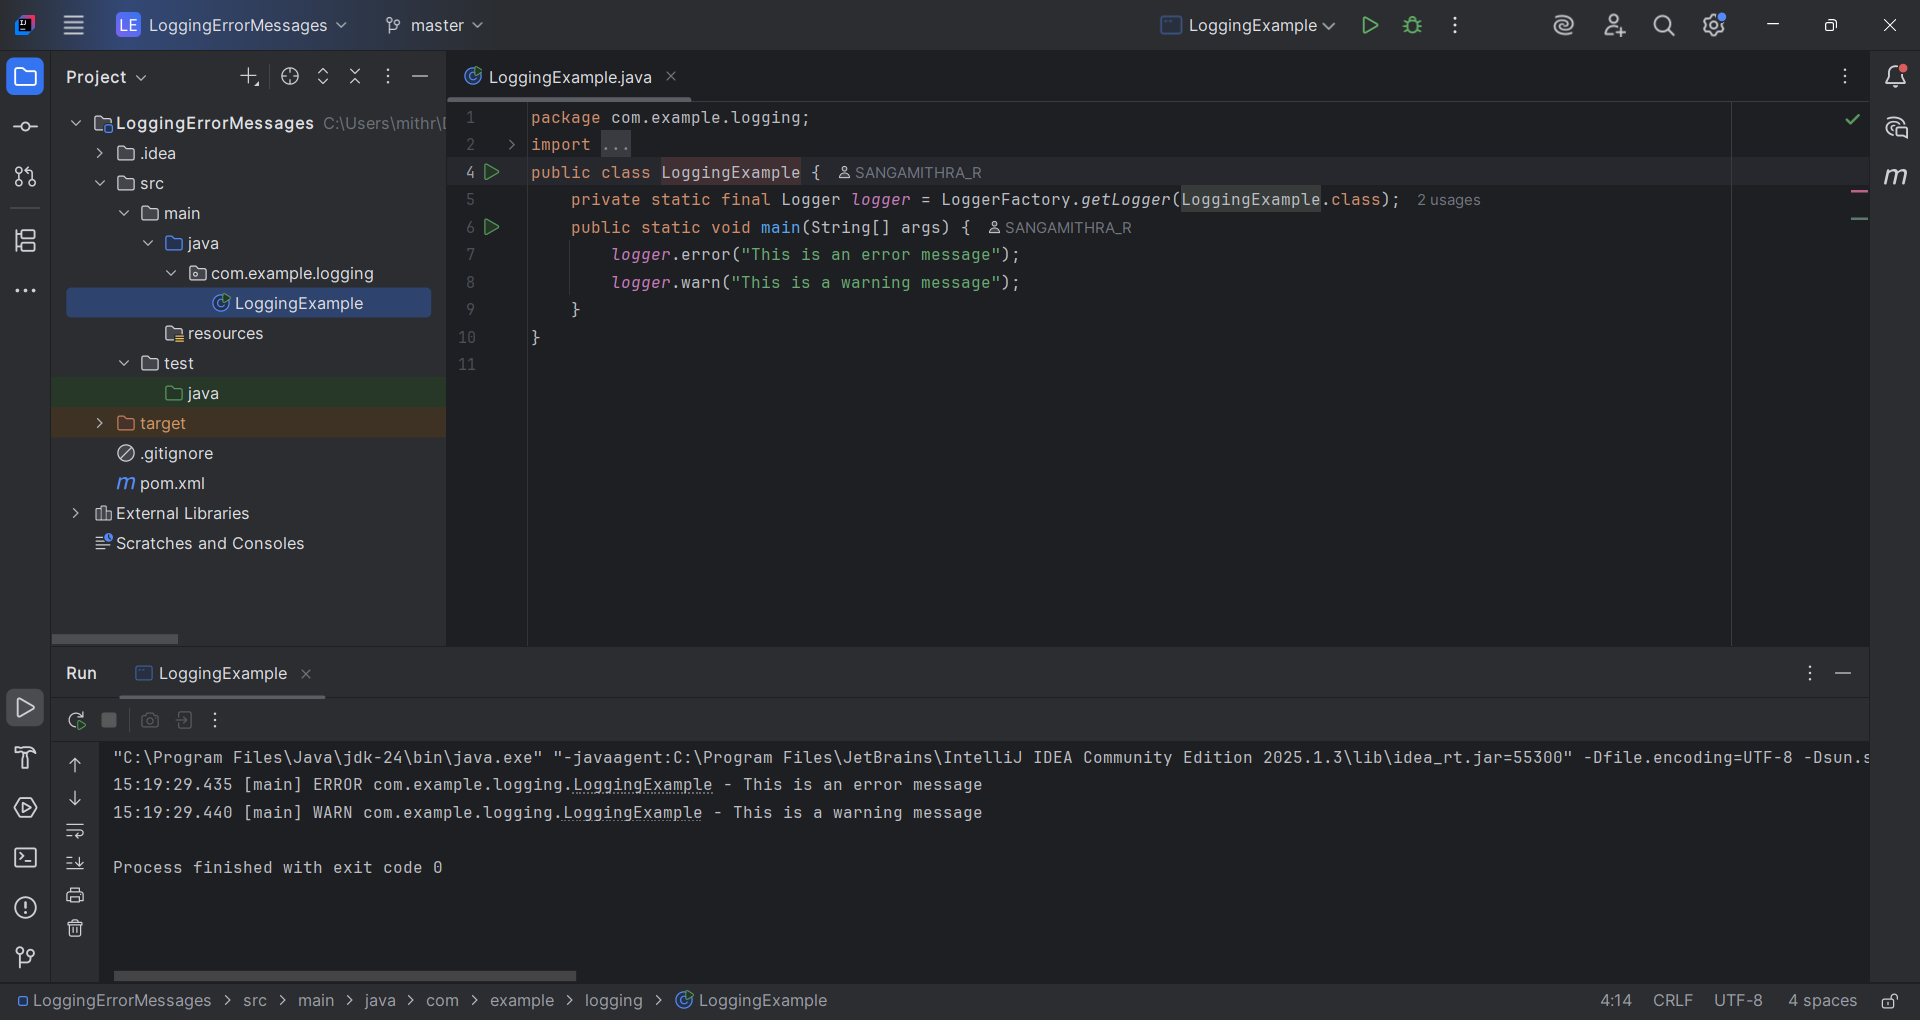 LE LoggingErrorMessages master LoggingExample
Project
LoggingExample.java
LoggingErrorMessages C:\Users\mithr\
.idea
src
main
java
com.example.logging
LoggingExample
resources
test
java
target
.gitignore
m pom.xml
External Libraries
Scratches and Consoles
1 package com.example.logging;
2 import ...
4 public class LoggingExample { SANGAMITHRA_R
5 private static final Logger logger = LoggerFactory.getLogger(LoggingExample.class); 2 usages
6 public static void main(String[] args) { SANGAMITHRA_R
7 logger.error("This is an error message");
8 logger.warn("This is a warning message");
9 }
10 }
11
m
Run LoggingExample
"C:\Program Files\Java\jdk-24\bin\java.exe" "-javaagent:C:\Program Files\JetBrains\IntelliJ IDEA Community Edition 2025.1.3\lib\idea_rt.jar=55300" -Dfile.encoding=UTF-8 -Dsun.s
15:19:29.435 [main] ERROR com.example.logging.LoggingExample - This is an error message
15:19:29.440 [main] WARN com.example.logging.LoggingExample - This is a warning message
Process finished with exit code 0
LoggingErrorMessages > src > main > java > com > example > logging > LoggingExample 4:14 CRLF UTF-8 4 spaces